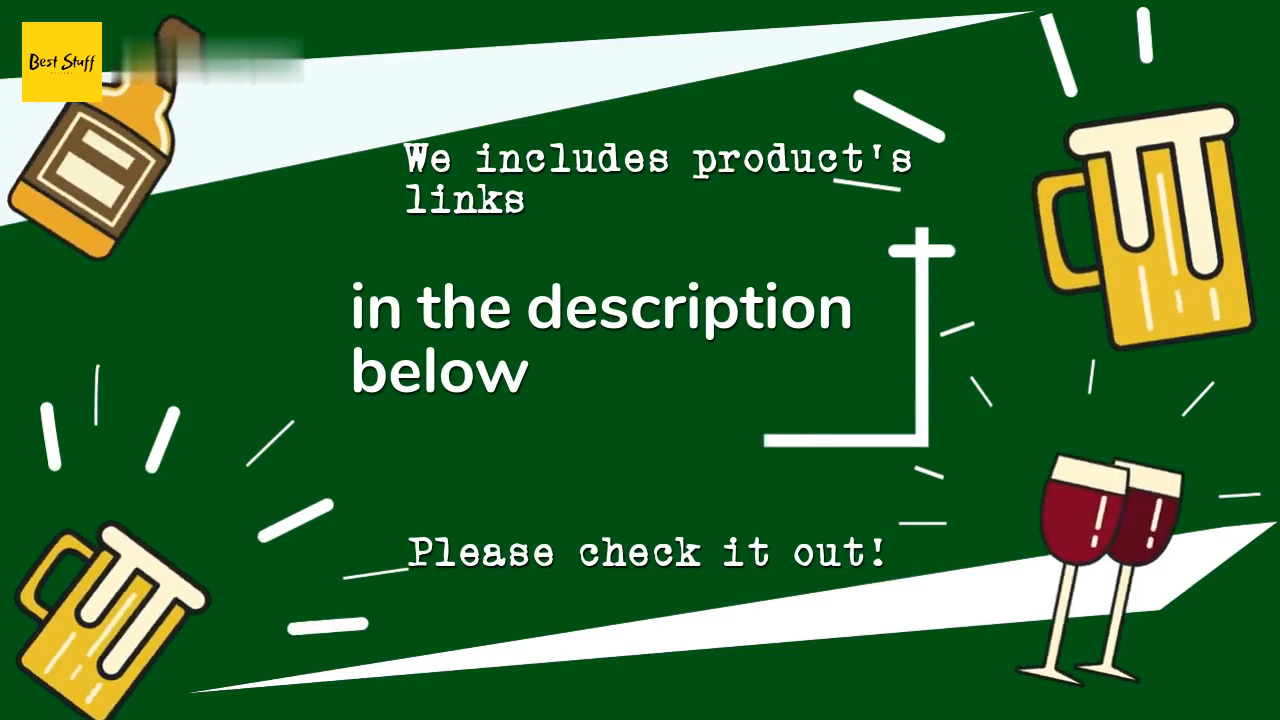 Best Stuff
We includes product's
links
in the description
below
Please check it out!